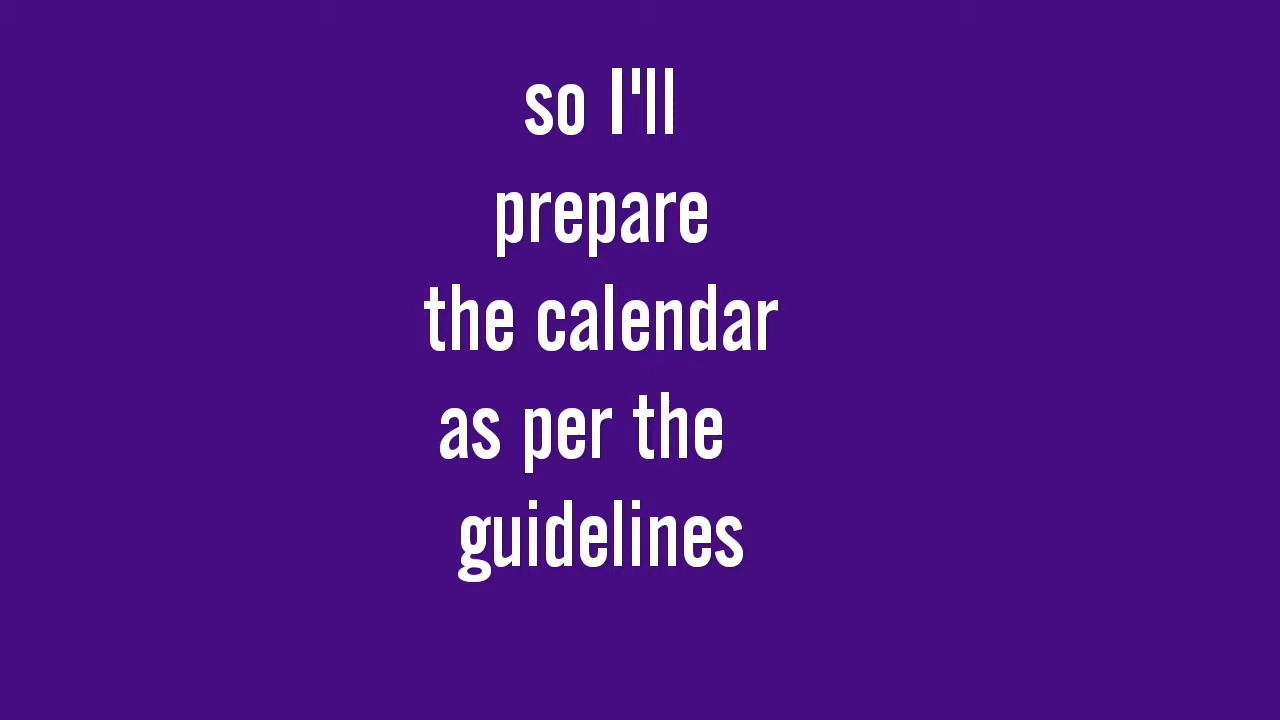 so I'll
prepare
the calendar
as per the
guidelines